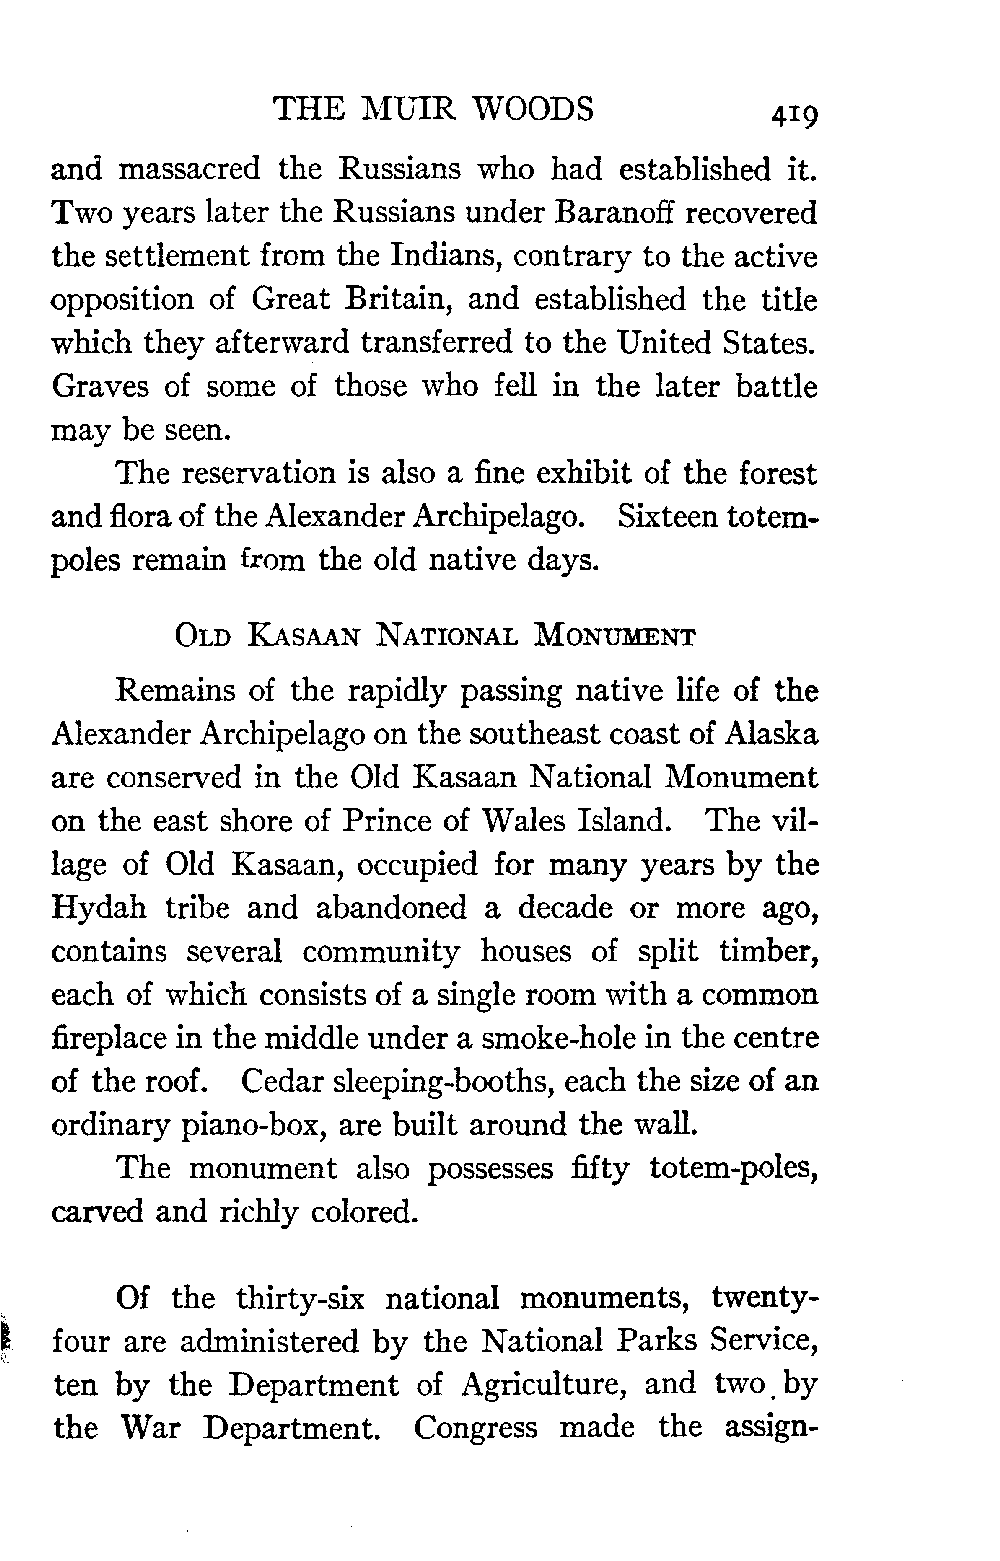 THE MUIR WOODS 419
and massacred the Russians who had established it.
Two years later the Russians under Baranoff recovered
the settlement from the Indians, contrary to the active
opposition of Great Britain, and established the title
which they afterward transferred to the United States.
Graves of some of those who fell in the later battle
may be seen.
The reservation is also a fine exhibit of the forest
and flora of the Alexander Archipelago. Sixteen totem-
poles remain from the old native days.
OLD KASAAN NATIONAL MONUMENT
Remains of the rapidly passing native life of the
Alexander Archipelago on the southeast coast of Alaska
are conserved in the Old Kasaan National Monument
on the east shore of Prince of Wales Island. The vil-
lage of Old Kasaan, occupied for many years by the
Hydah tribe and abandoned a decade or more ago,
contains several community houses of split timber,
each of which consists of a single room with a common
fireplace in the middle under a smoke-hole in the centre
of the roof. Cedar sleeping-booths, each the size of an
ordinary piano-box, are built around the wall.
The monument also possesses fifty totem-poles,
carved and richly colored.
Of the thirty-six national monuments, twenty-
four are administered by the National Parks Service,
ten by the Department of Agriculture, and two by
the War Department. Congress made the assign-